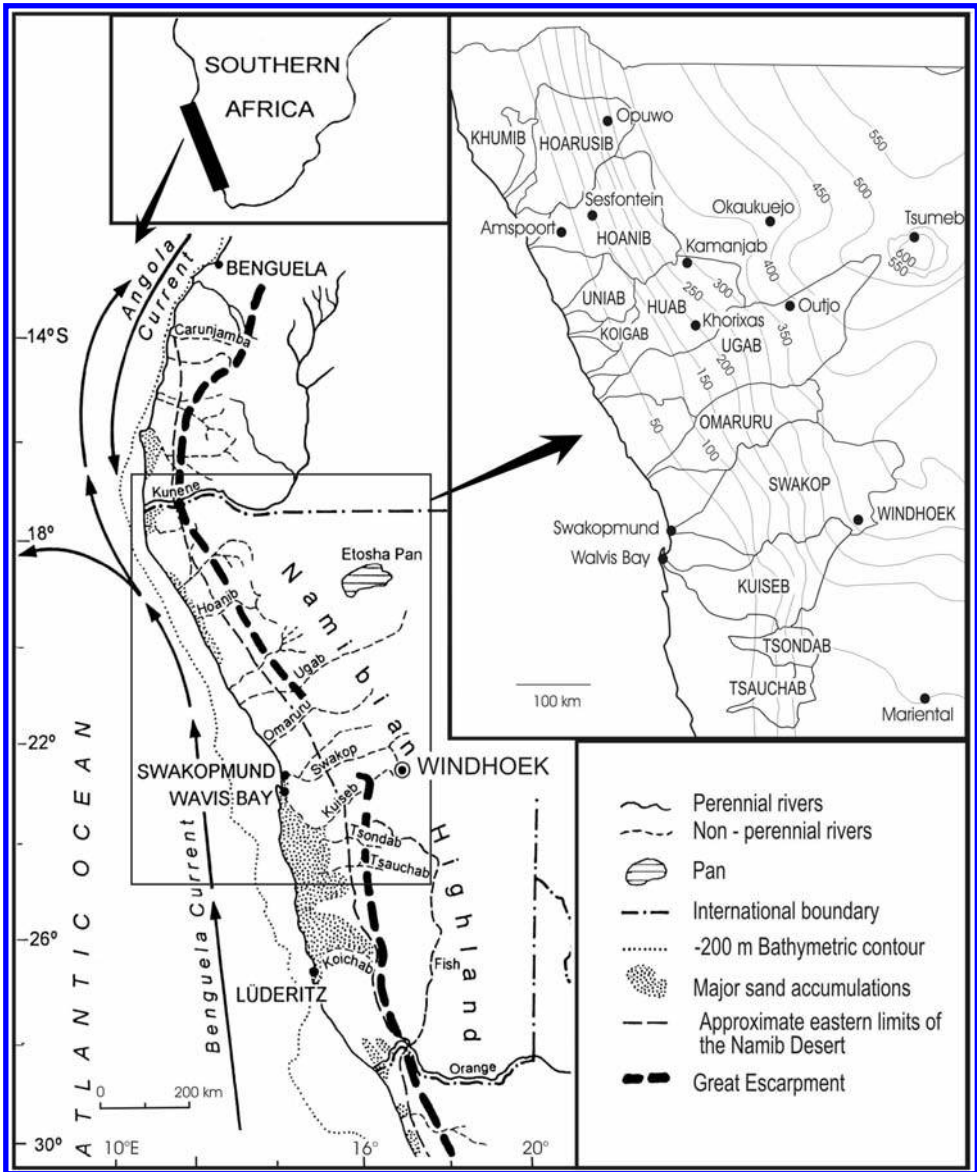 SOUTHERN
AFRICA
Angola
Current
BENGUELA
Carunjamba
14°S
Kunene
18°
Etosha Pan
Hoanib
Namibian
Highland
Ugab
Omaruru
22°
Swakop
SWAKOPMUND
WINDHOEK
WAVIS BAY
Kuiseb
Tsondab
Tsauchab
ATLANTIC OCEAN
Benguela Current
26°
Koichab
Fish
LÜDERITZ
Orange
0 200 km
30°
10°E
16°
20°
Opuwo
KHUMIB
HOARUSIB
550
500
450
Sesfontein
Okaukuejo
Tsumeb
Amspoort
HOANIB
Kamanjab
600
550
400
UNIAB
HUAB
250
300
Outjo
KOIGAB
Khorixas
350
UGAB
200
150
OMARURU
50
100
SWAKOP
WINDHOEK
Swakopmund
Walvis Bay
KUISEB
TSONDAB
100 km
TSAUCHAB
Mariental
Perennial rivers
Non - perennial rivers
Pan
International boundary
-200 m Bathymetric contour
Major sand accumulations
Approximate eastern limits of
the Namib Desert
Great Escarpment